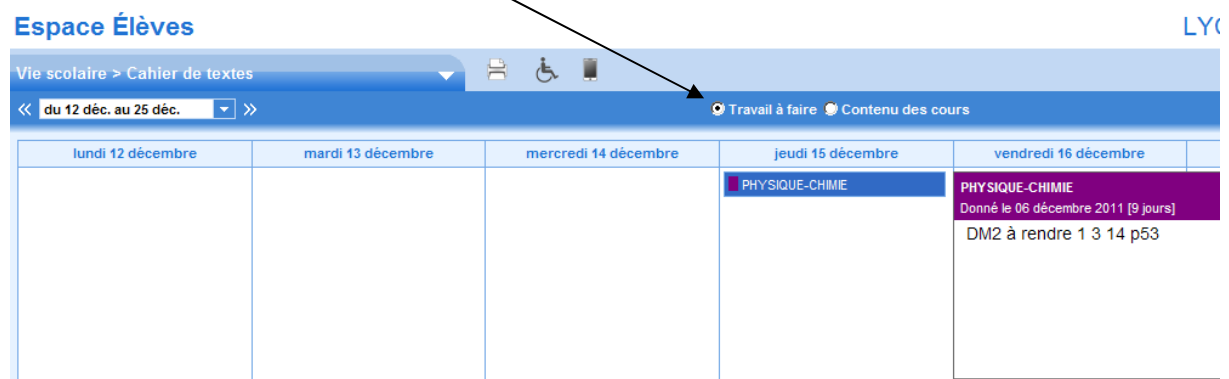 Espace Élèves
LYC
Vie scolaire > Cahier de textes
du 12 déc. au 25 déc.
Travail à faire Contenu des cours
lundi 12 décembre mardi 13 décembre mercredi 14 décembre jeudi 15 décembre vendredi 16 décembre
PHYSIQUE-CHIMIE
PHYSIQUE-CHIMIE
Donné le 06 décembre 2011 [9 jours]
DM2 à rendre 1 3 14 p53